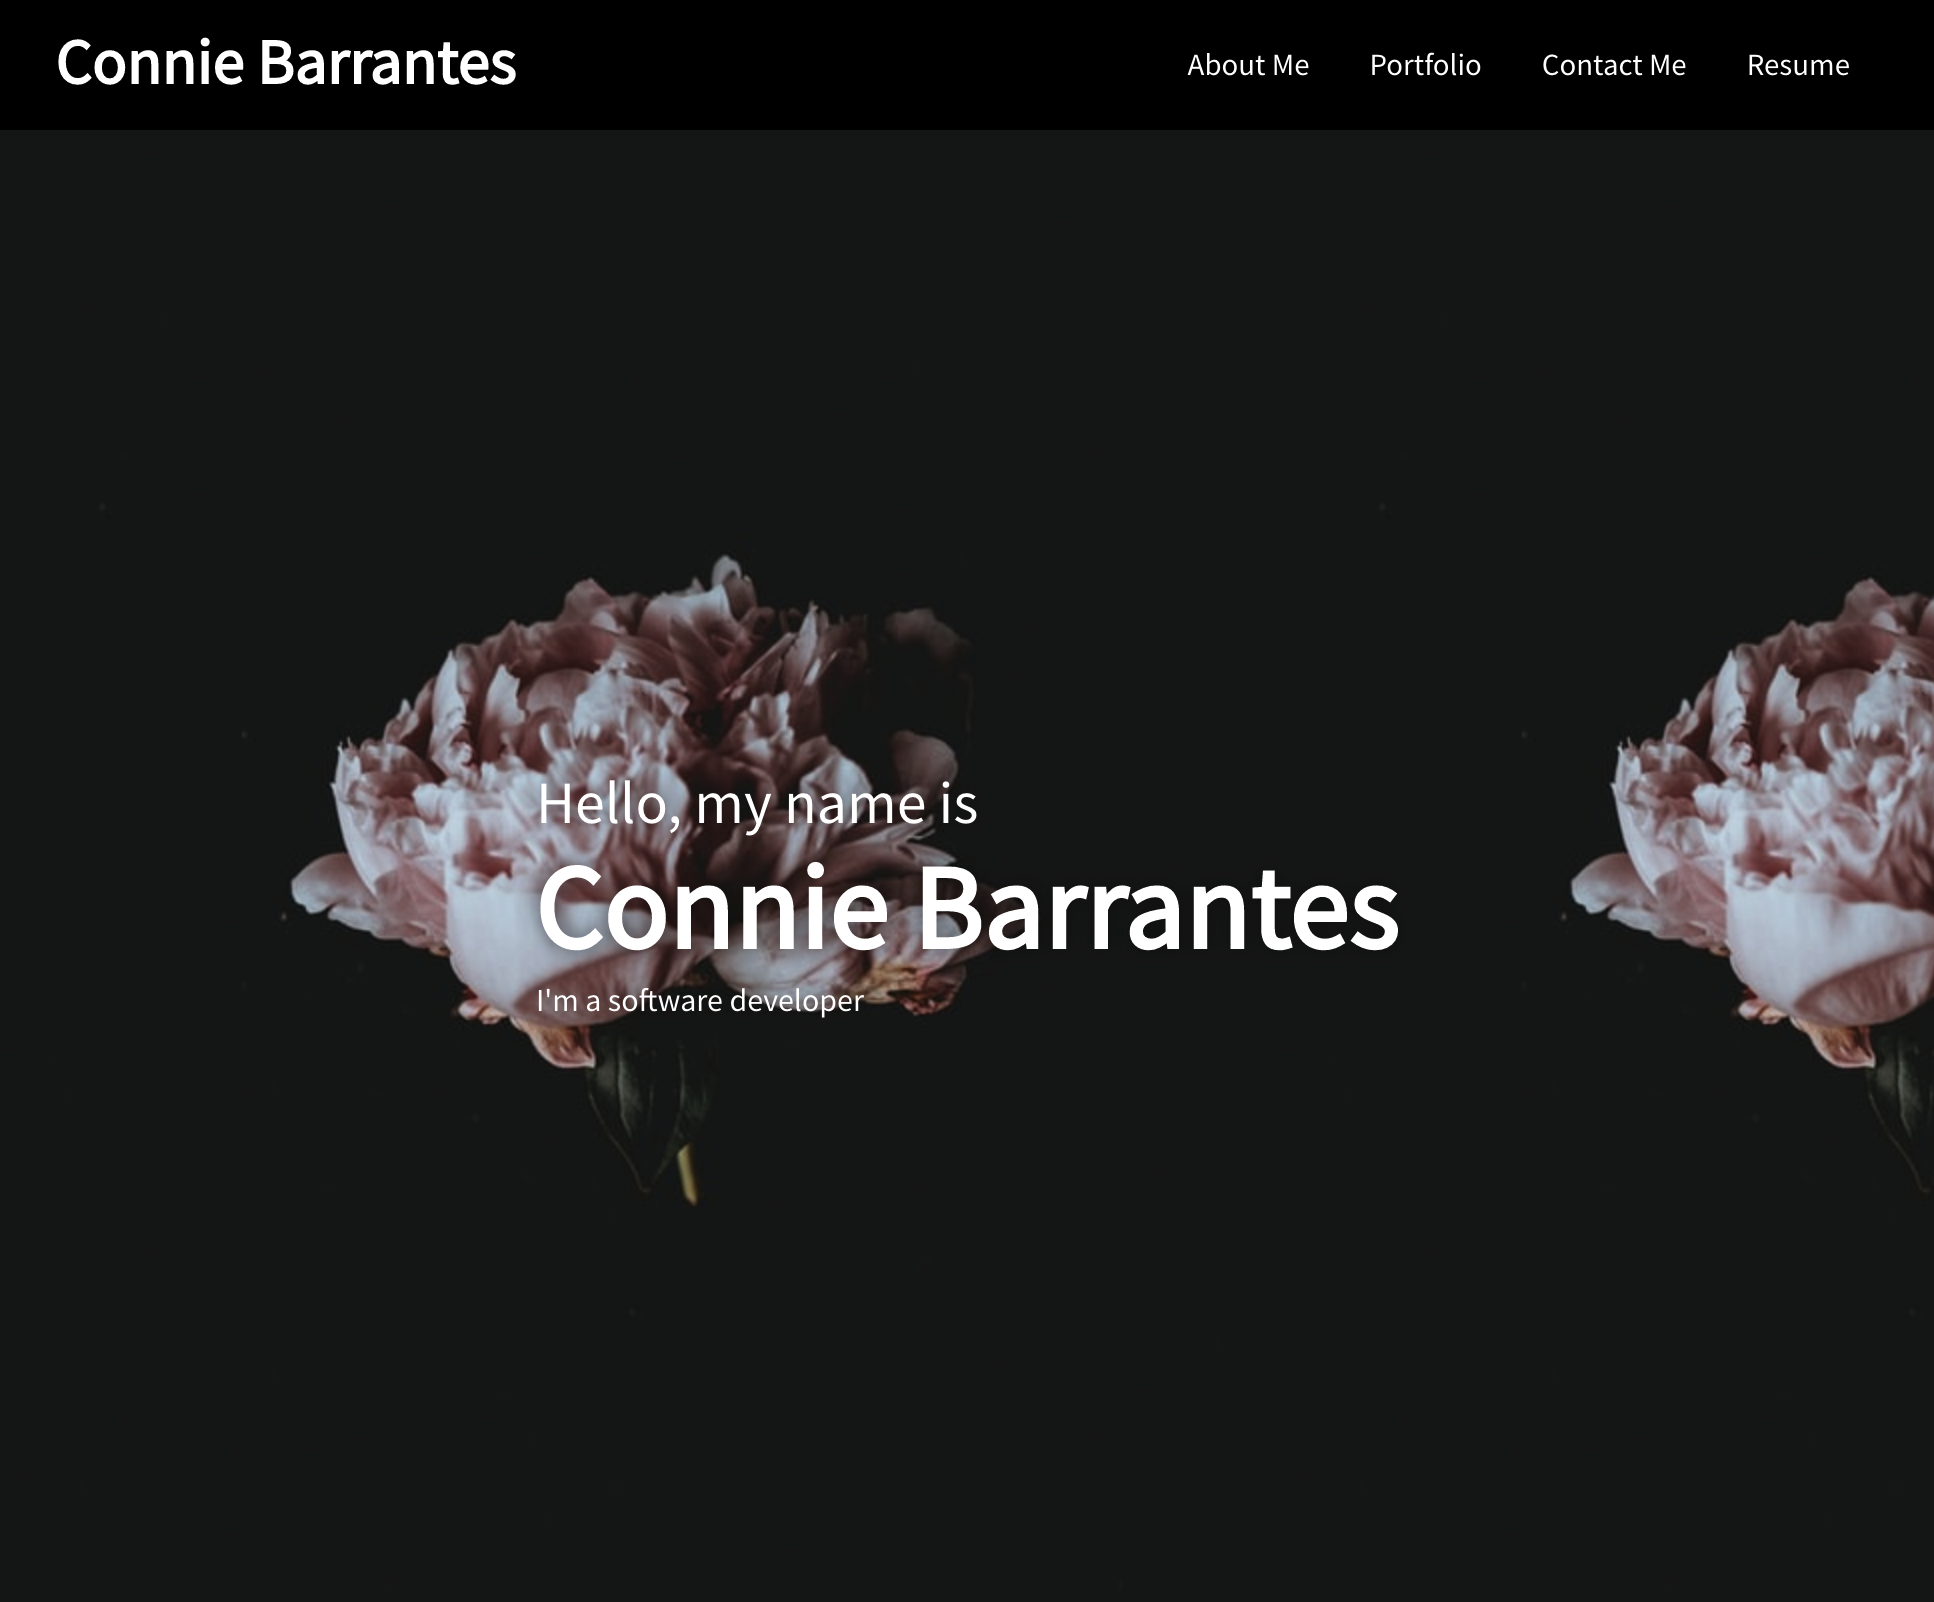 Connie Barrantes
About Me
Portfolio
Contact Me
Resume
Hello, my name is
Connie Barrantes
I'm a software developer